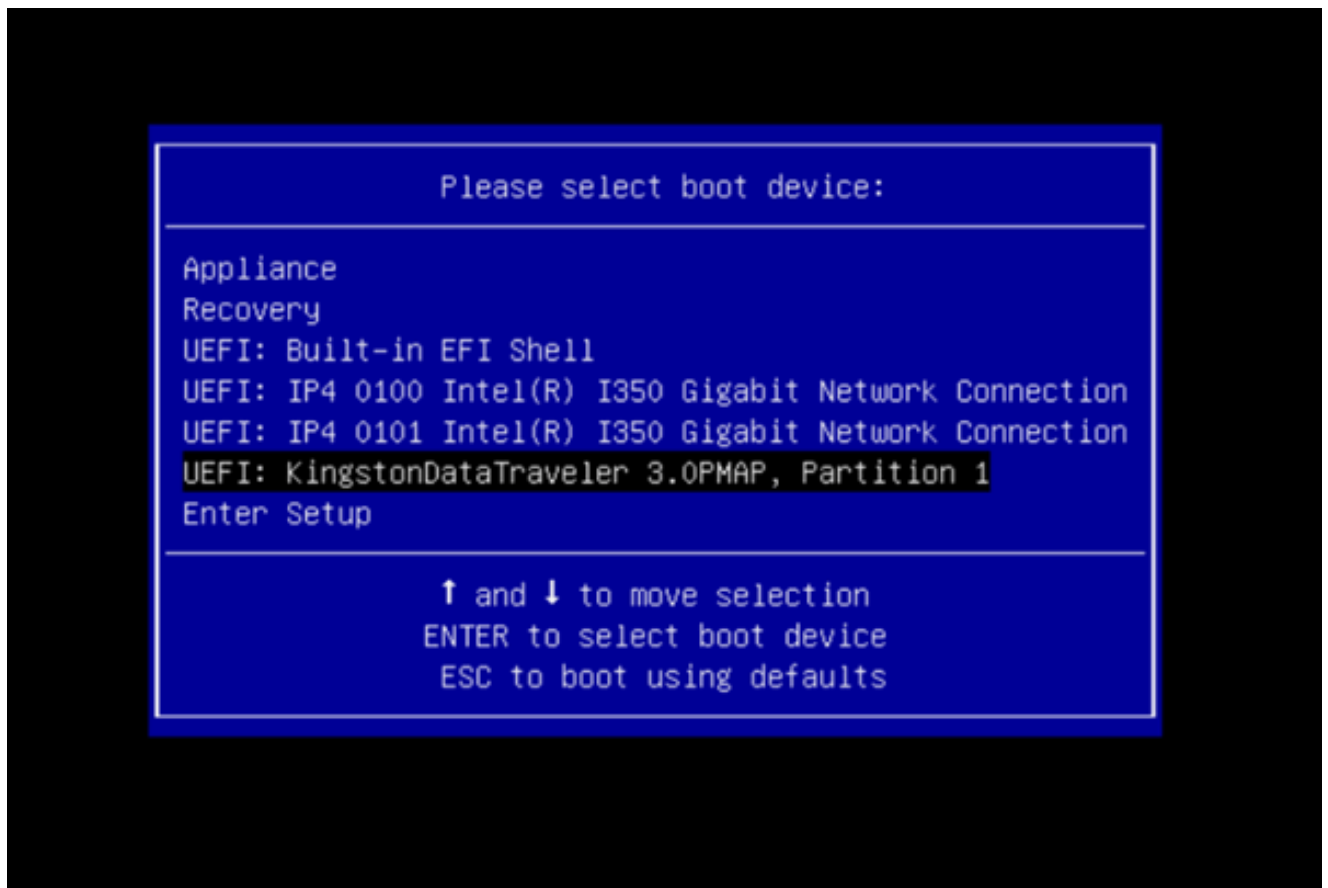 Please select boot device:
Appliance
Recovery
UEFI: Built-in EFI Shell
UEFI: IP4 0100 Intel(R) I350 Gigabit Network Connection
UEFI: IP4 0101 Intel(R) I350 Gigabit Network Connection
UEFI: KingstonDataTraveler 3.0PMAP, Partition 1
Enter Setup
↑ and ↓ to move selection
ENTER to select boot device
ESC to boot using defaults